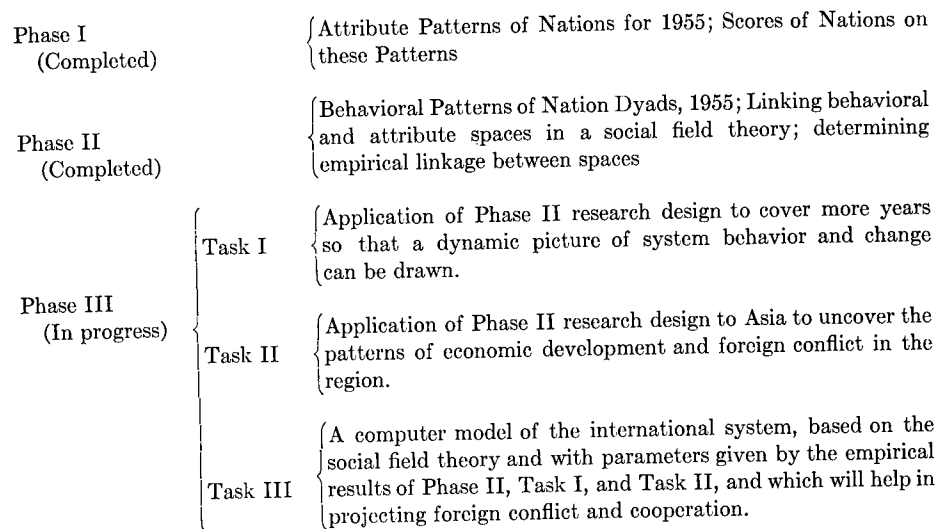 Phase I
(Completed)
Attribute Patterns of Nations for 1955; Scores of Nations on
these Patterns
Phase II
(Completed)
Behavioral Patterns of Nation Dyads, 1955; Linking behavioral
and attribute spaces in a social field theory; determining
empirical linkage between spaces
Phase III
(In progress)
Task I
Application of Phase II research design to cover more years
so that a dynamic picture of system behavior and change
can be drawn.
Task II
Application of Phase II research design to Asia to uncover the
patterns of economic development and foreign conflict in the
region.
Task III
A computer model of the international system, based on the
social field theory and with parameters given by the empirical
results of Phase II, Task I, and Task II, and which will help in
projecting foreign conflict and cooperation.